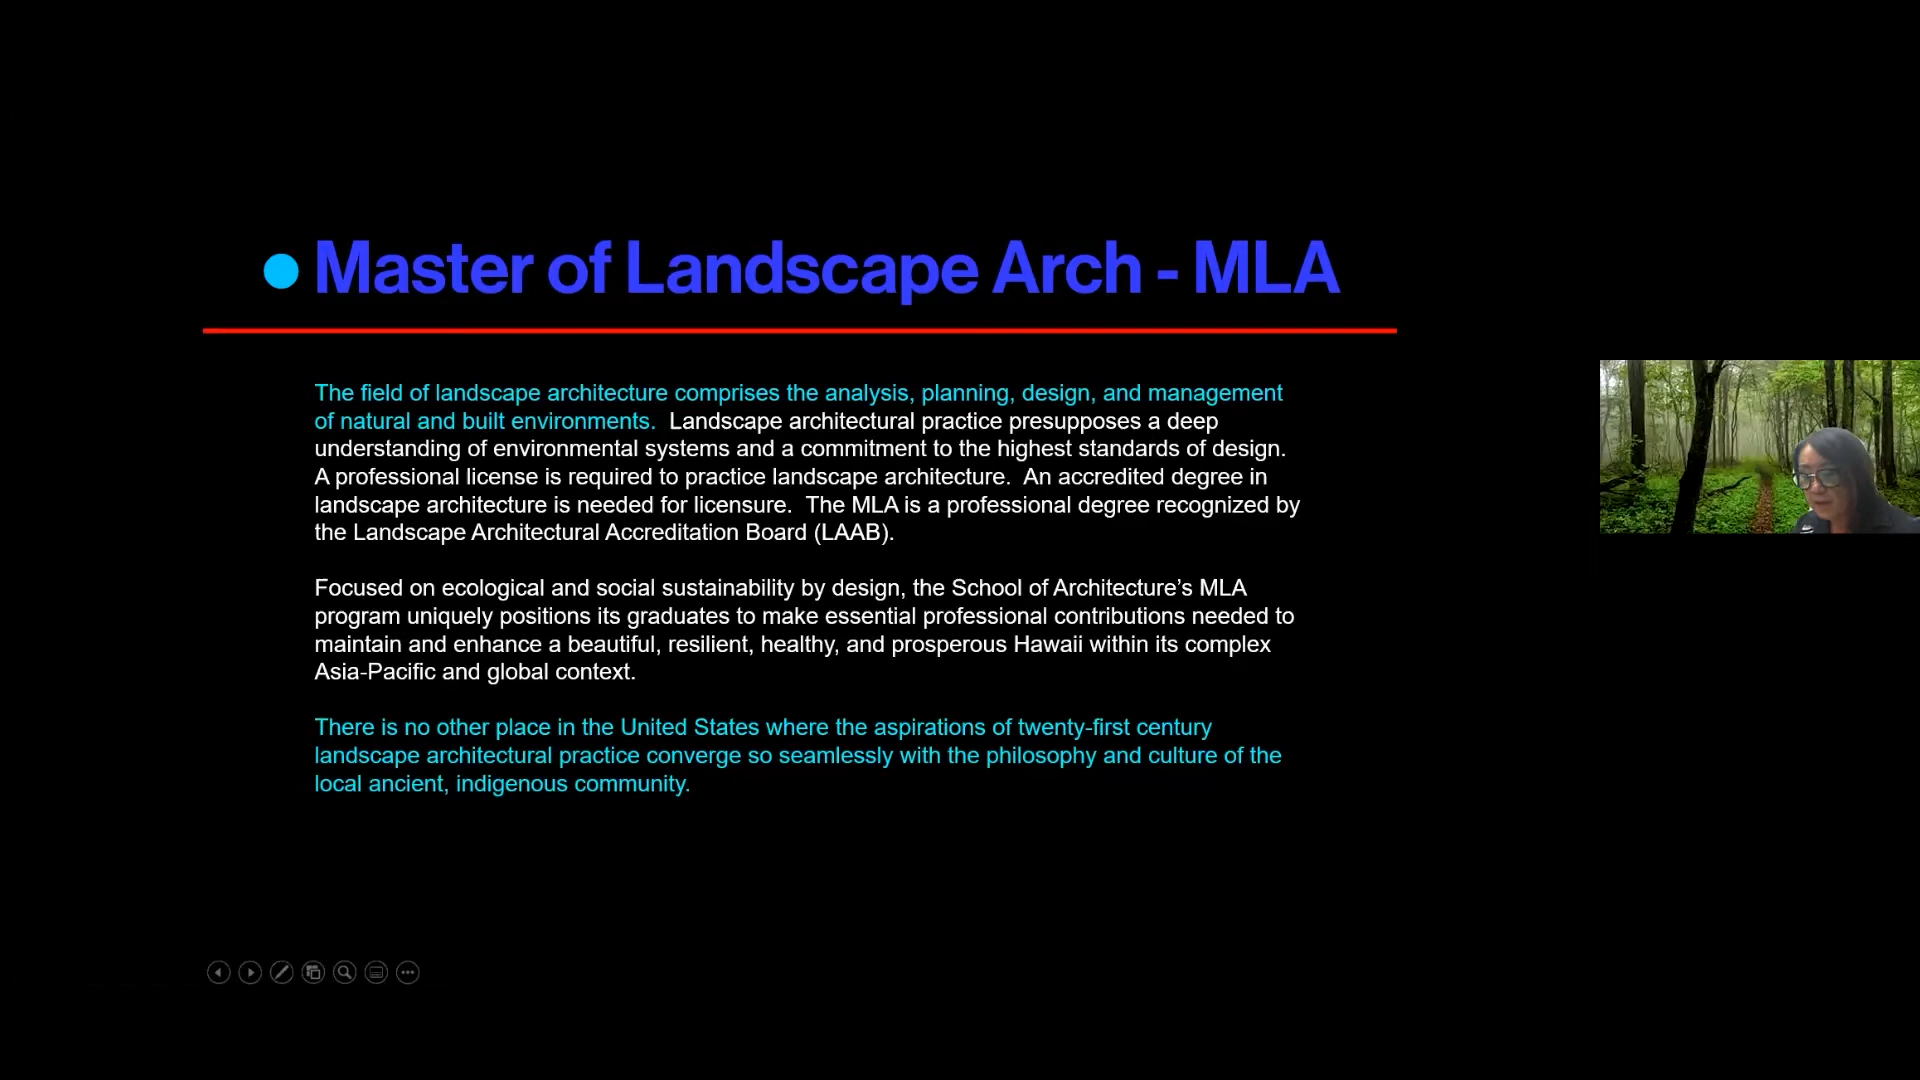 Master of Landscape Arch - MLA
The field of landscape architecture comprises the analysis, planning, design, and management
of natural and built environments.  Landscape architectural practice presupposes a deep
understanding of environmental systems and a commitment to the highest standards of design.
A professional license is required to practice landscape architecture.  An accredited degree in
landscape architecture is needed for licensure.  The MLA is a professional degree recognized by
the Landscape Architectural Accreditation Board (LAAB).
Focused on ecological and social sustainability by design, the School of Architecture’s MLA
program uniquely positions its graduates to make essential professional contributions needed to
maintain and enhance a beautiful, resilient, healthy, and prosperous Hawaii within its complex
Asia-Pacific and global context.
There is no other place in the United States where the aspirations of twenty-first century
landscape architectural practice converge so seamlessly with the philosophy and culture of the
local ancient, indigenous community.